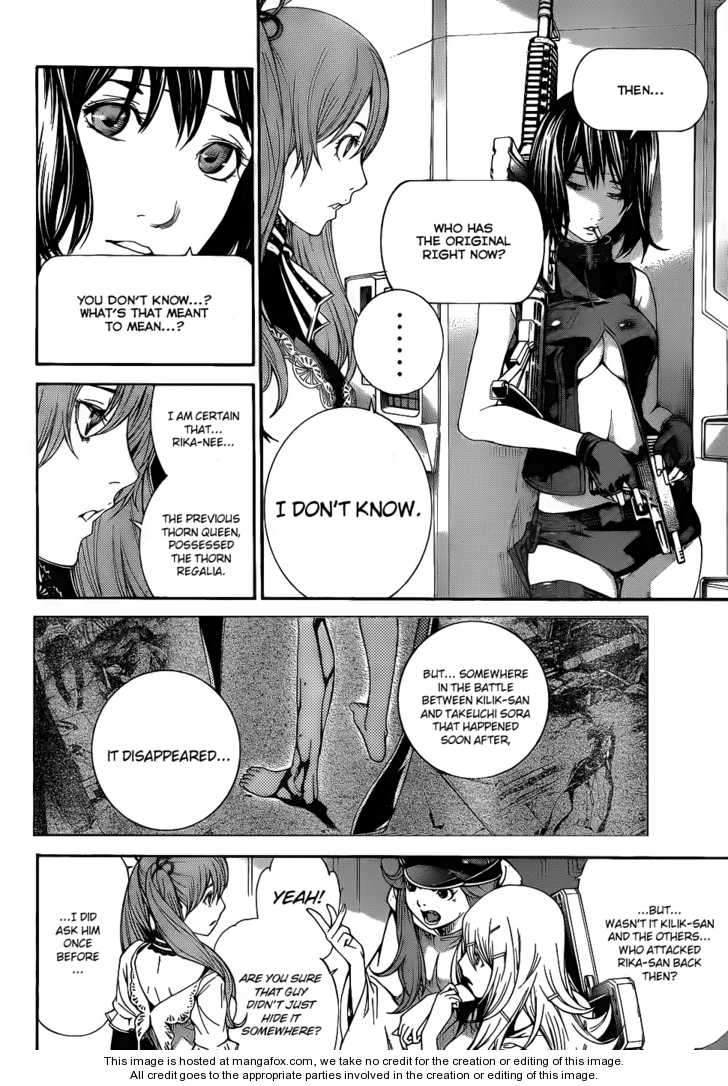 THEN...
WHO HAS
THE ORIGINAL
RIGHT NOW?
I DON'T KNOW.
YOU DON'T KNOW...?
WHAT'S THAT MEANT
TO MEAN...?
I AM CERTAIN
THAT...
RIKA-NEE...
THE PREVIOUS
THORN QUEEN,
POSSESSED
THE THORN
REGALIA.
BUT... SOMEWHERE
IN THE BATTLE
BETWEEN KILIK-SAN
AND TAKEUCHI SORA
THAT HAPPENED
SOON AFTER,
IT DISAPPEARED...
...BUT...
WASN'T IT KILIK-SAN
AND THE OTHERS...
WHO ATTACKED
RIKA-SAN BACK
THEN?
YEAH!
ARE YOU SURE
THAT GUY
DIDN'T JUST
HIDE IT
SOMEWHERE?
...I DID
ASK HIM
ONCE
BEFORE
...
This image is hosted at mangafox.com, we take no credit for the creation or editing of this image.
All credit goes to the appropriate parties involved in the creation or editing of this image.